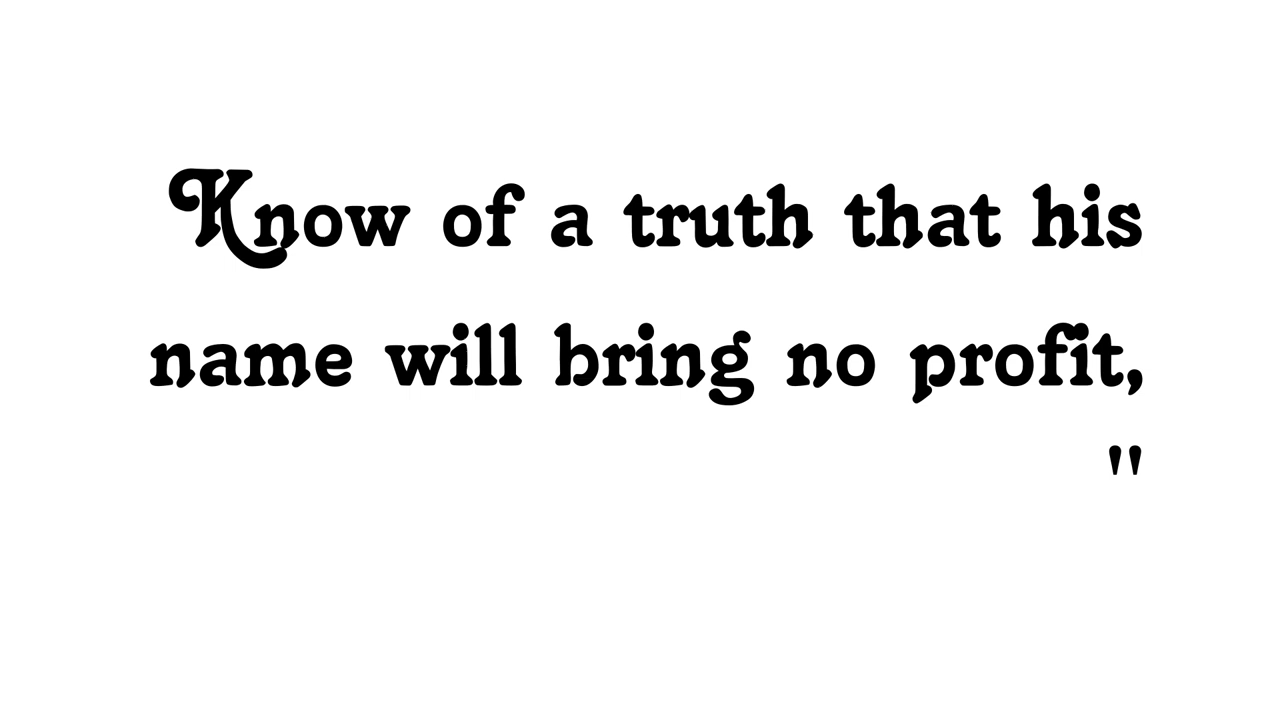 Know of a truth that his
name will bring no profit,
"